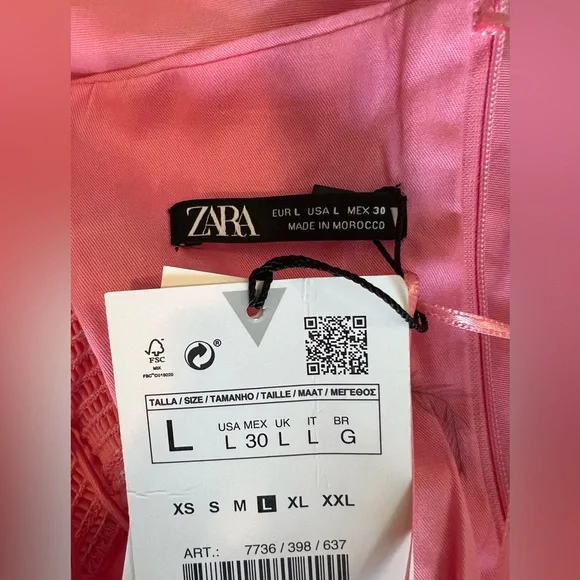 ZARA
EUR L USA L MEX 30
MADE IN MOROCCO
FSC
MIX
®
TALLA / SIZE / TAMANHO / TAILLE / MAAT / ΜΕΓΕΘΟΣ
L
USA MEX UK IT BR
L 30 L L G
XS S M L XL XXL
ART.: 7736 / 398 / 637